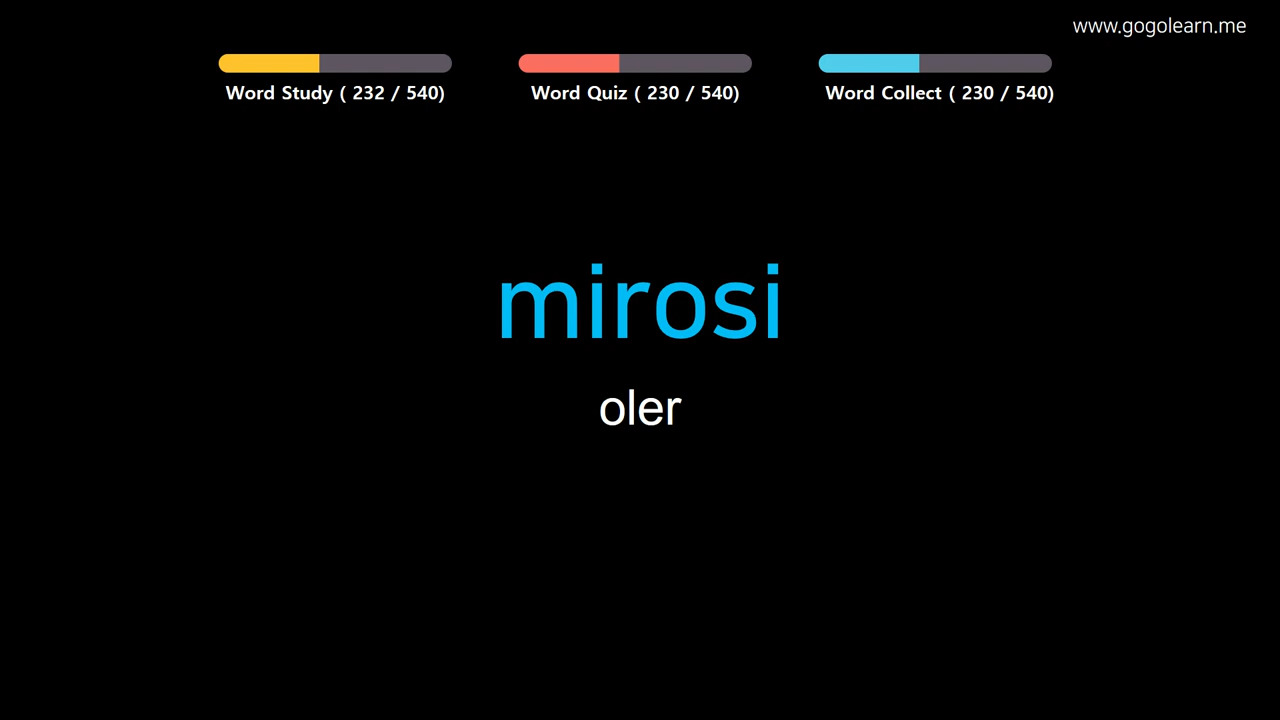 www.gogolearn.me
Word Study ( 232 / 540)
Word Quiz ( 230 / 540)
Word Collect ( 230 / 540)
mirosi
oler